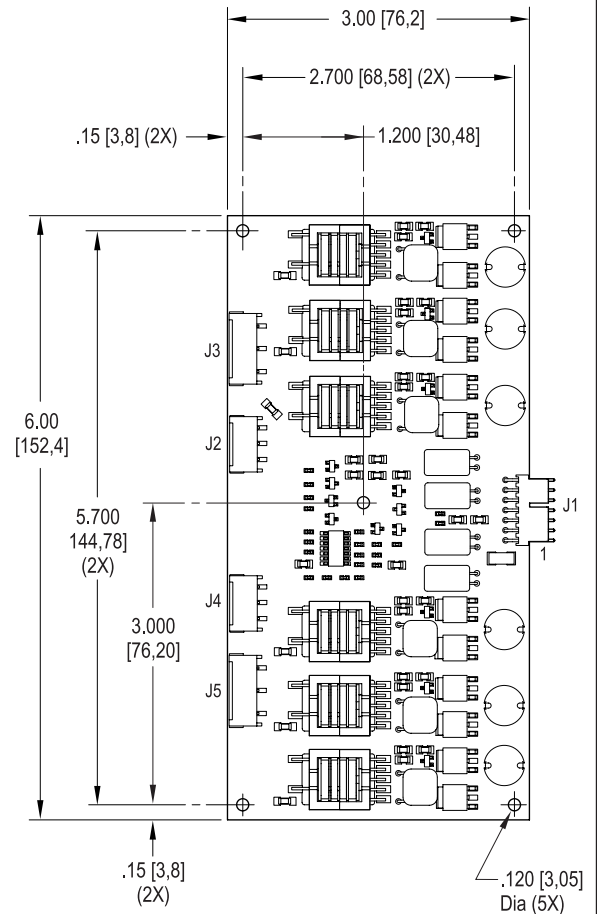 3.00 [76,2]
2.700 [68,58] (2X)
.15 [3,8] (2X)
1.200 [30,48]
J3
6.00
[152,4]
J2
J1
5.700
144,78]
(2X)
1
J4
3.000
[76,20]
J5
.15 [3,8]
(2X)
.120 [3,05]
Dia (5X)